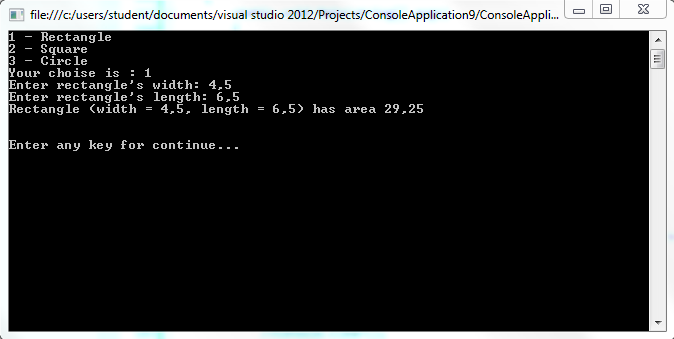 file:///c:/users/student/documents/visual studio 2012/Projects/ConsoleApplication9/ConsoleAppli...
1 - Rectangle
2 - Square
3 - Circle
Your choise is : 1
Enter rectangle's width: 4,5
Enter rectangle's length: 6,5
Rectangle (width = 4,5, length = 6,5) has area 29,25
Enter any key for continue...